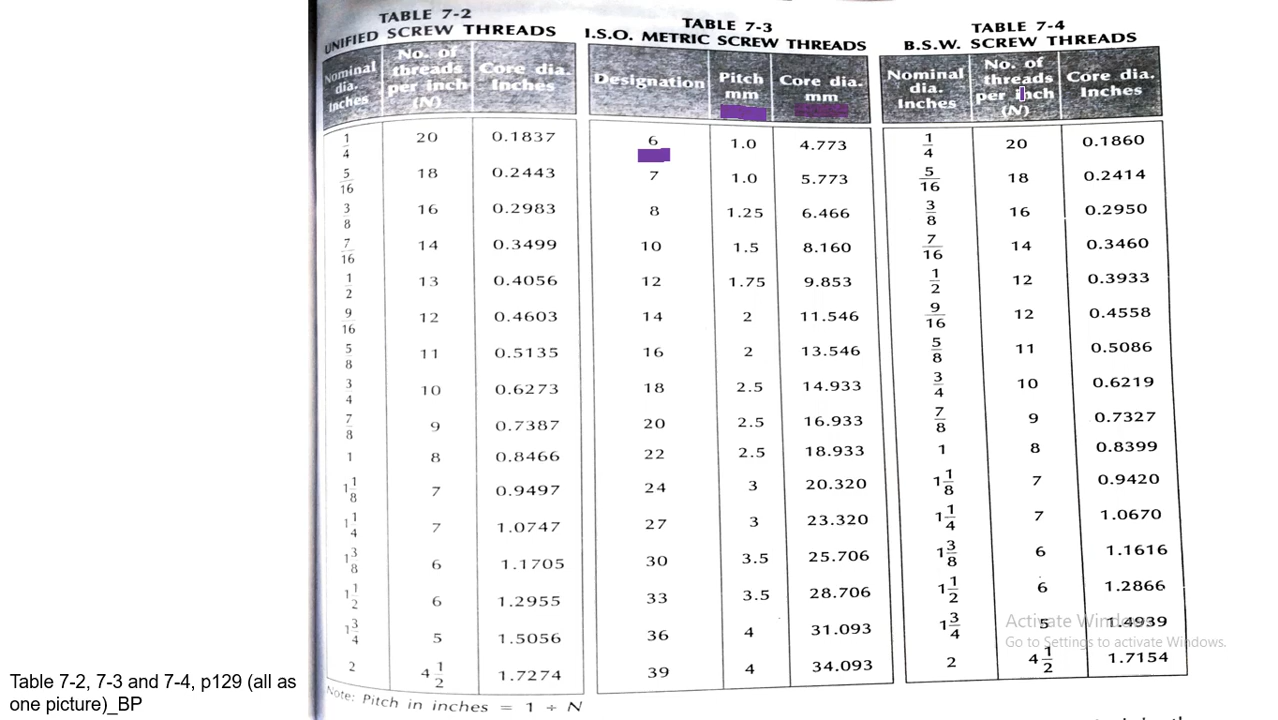 TABLE 7-2
UNIFIED SCREW THREADS
Nominal dia. Inches | No. of threads per inch (N) | Core dia. Inches
1/4 | 20 | 0.1837
5/16 | 18 | 0.2443
3/8 | 16 | 0.2983
7/16 | 14 | 0.3499
1/2 | 13 | 0.4056
9/16 | 12 | 0.4603
5/8 | 11 | 0.5135
3/4 | 10 | 0.6273
7/8 | 9 | 0.7387
1 | 8 | 0.8466
1 1/8 | 7 | 0.9497
1 1/4 | 7 | 1.0747
1 3/8 | 6 | 1.1705
1 1/2 | 6 | 1.2955
1 3/4 | 5 | 1.5056
2 | 4 1/2 | 1.7274
Note: Pitch in inches = 1 ÷ N
TABLE 7-3
I.S.O. METRIC SCREW THREADS
Designation | Pitch mm | Core dia. mm
6 | 1.0 | 4.773
7 | 1.0 | 5.773
8 | 1.25 | 6.466
10 | 1.5 | 8.160
12 | 1.75 | 9.853
14 | 2 | 11.546
16 | 2 | 13.546
18 | 2.5 | 14.933
20 | 2.5 | 16.933
22 | 2.5 | 18.933
24 | 3 | 20.320
27 | 3 | 23.320
30 | 3.5 | 25.706
33 | 3.5 | 28.706
36 | 4 | 31.093
39 | 4 | 34.093
TABLE 7-4
B.S.W. SCREW THREADS
Nominal dia. Inches | No. of threads per inch (N) | Core dia. Inches
1/4 | 20 | 0.1860
5/16 | 18 | 0.2414
3/8 | 16 | 0.2950
7/16 | 14 | 0.3460
1/2 | 12 | 0.3933
9/16 | 12 | 0.4558
5/8 | 11 | 0.5086
3/4 | 10 | 0.6219
7/8 | 9 | 0.7327
1 | 8 | 0.8399
1 1/8 | 7 | 0.9420
1 1/4 | 7 | 1.0670
1 3/8 | 6 | 1.1616
1 1/2 | 6 | 1.2866
1 3/4 | 5 | 1.4939
2 | 4 1/2 | 1.7154
Activate Windows
Go to Settings to activate Windows.
Table 7-2, 7-3 and 7-4, p129 (all as
one picture)_BP